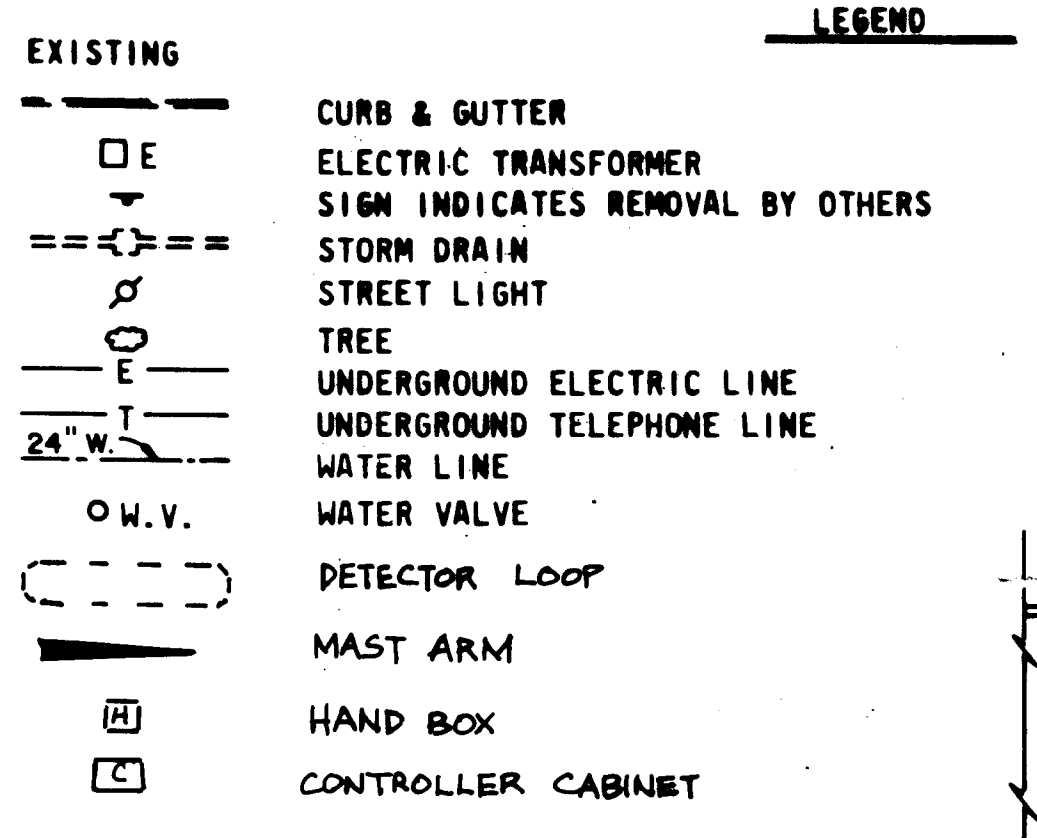 LEGEND
EXISTING
CURB & GUTTER
E ELECTRIC TRANSFORMER
SIGN INDICATES REMOVAL BY OTHERS
STORM DRAIN
STREET LIGHT
TREE
E UNDERGROUND ELECTRIC LINE
T UNDERGROUND TELEPHONE LINE
24" W. WATER LINE
W.V. WATER VALVE
DETECTOR LOOP
MAST ARM
H HAND BOX
C CONTROLLER CABINET